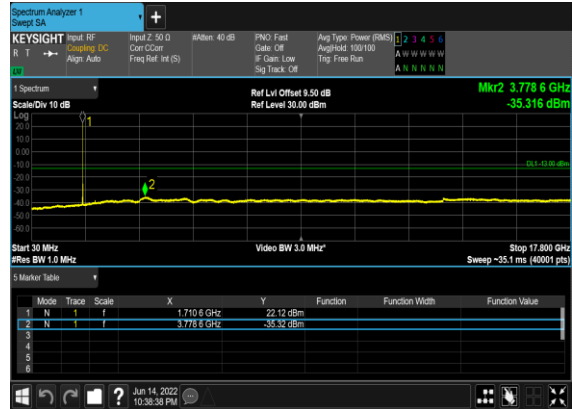 Spectrum Analyzer 1
Swept SA
+
KEYSIGHT Input: RF Input Z: 50 Ω #Atten: 40 dB PNO: Fast Avg Type: Power (RMS) 1 2 3 4 5 6
R T Coupling: DC Corr CCorr Gate: Off Avg|Hold: 100/100 A W W W W W
Align: Auto Freq Ref: Int (S) IF Gain: Low Trig: Free Run
Sig Track: Off A N N N N N
1 Spectrum Ref Lvl Offset 9.50 dB Mkr2 3.778 6 GHz
Scale/Div 10 dB Ref Level 30.00 dBm -35.316 dBm
Log
1
20.0
10.0
0.00
-10.0 DL1 -13.00 dBm
-20.0
2
-30.0
-40.0
-50.0
-60.0
Start 30 MHz Video BW 3.0 MHz* Stop 17.800 GHz
#Res BW 1.0 MHz Sweep ~35.1 ms (40001 pts)
5 Marker Table
Mode Trace Scale X Y Function Function Width Function Value
1 N 1 f 1.710 6 GHz 22.12 dBm
2 N 1 f 3.778 6 GHz -35.32 dBm
3
4
5
6
? Jun 14, 2022
10:38:38 PM